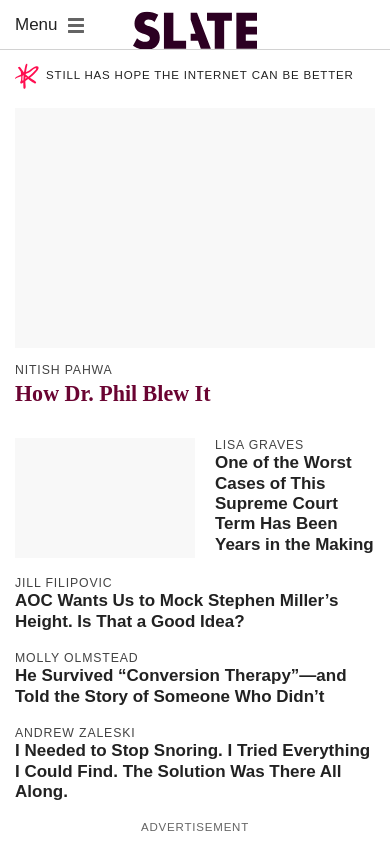 Menu
SLATE
STILL HAS HOPE THE INTERNET CAN BE BETTER
NITISH PAHWA
How Dr. Phil Blew It
LISA GRAVES
One of the Worst
Cases of This
Supreme Court
Term Has Been
Years in the Making
JILL FILIPOVIC
AOC Wants Us to Mock Stephen Miller’s
Height. Is That a Good Idea?
MOLLY OLMSTEAD
He Survived “Conversion Therapy”—and
Told the Story of Someone Who Didn’t
ANDREW ZALESKI
I Needed to Stop Snoring. I Tried Everything
I Could Find. The Solution Was There All
Along.
ADVERTISEMENT